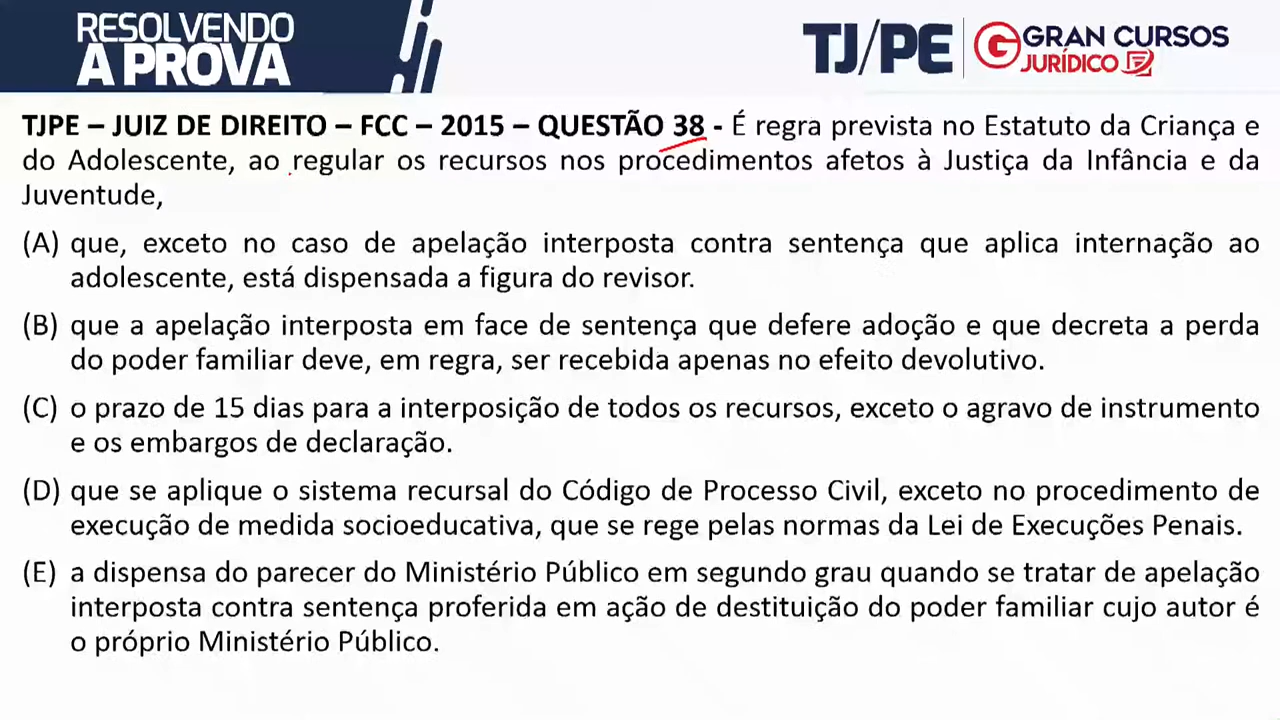 RESOLVENDO
A PROVA
TJ/PE
GRAN CURSOS
JURÍDICO
TJPE – JUIZ DE DIREITO – FCC – 2015 – QUESTÃO 38 - É regra prevista no Estatuto da Criança e
do Adolescente, ao regular os recursos nos procedimentos afetos à Justiça da Infância e da
Juventude,
(A) que, exceto no caso de apelação interposta contra sentença que aplica internação ao
adolescente, está dispensada a figura do revisor.
(B) que a apelação interposta em face de sentença que defere adoção e que decreta a perda
do poder familiar deve, em regra, ser recebida apenas no efeito devolutivo.
(C) o prazo de 15 dias para a interposição de todos os recursos, exceto o agravo de instrumento
e os embargos de declaração.
(D) que se aplique o sistema recursal do Código de Processo Civil, exceto no procedimento de
execução de medida socioeducativa, que se rege pelas normas da Lei de Execuções Penais.
(E) a dispensa do parecer do Ministério Público em segundo grau quando se tratar de apelação
interposta contra sentença proferida em ação de destituição do poder familiar cujo autor é
o próprio Ministério Público.